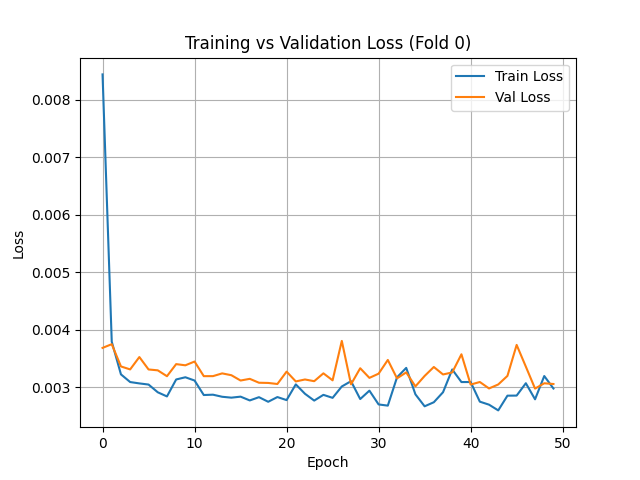 Training vs Validation Loss (Fold 0)
Train Loss
Val Loss
0.008
0.007
0.006
0.005
0.004
0.003
Loss
0
10
20
30
40
50
Epoch